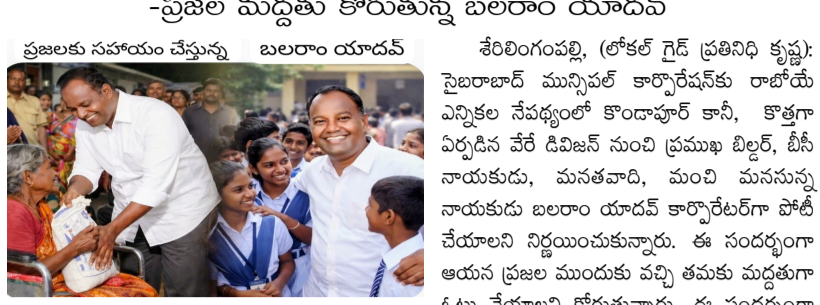 -ప్రజల మద్దతు కోరుతున్న బలరాం యాదవ్
ప్రజలకు సహాయం చేస్తున్న బలరాం యాదవ్
శేరిలింగంపల్లి, (లోకల్ గైడ్ ప్రతినిధి కృష్ణ):
సైబరాబాద్ మున్సిపల్ కార్పొరేషన్‌కు రాబోయే
ఎన్నికల నేపథ్యంలో కొండాపూర్ కానీ, కొత్తగా
ఏర్పడిన వేరే డివిజన్ నుంచి ప్రముఖ బిల్డర్, బీసీ
నాయకుడు, మనతవాది, మంచి మనసున్న
నాయకుడు బలరాం యాదవ్ కార్పొరేటర్‌గా పోటీ
చేయాలని నిర్ణయించుకున్నారు. ఈ సందర్భంగా
ఆయన ప్రజల ముందుకు వచ్చి తమకు మద్దతుగా